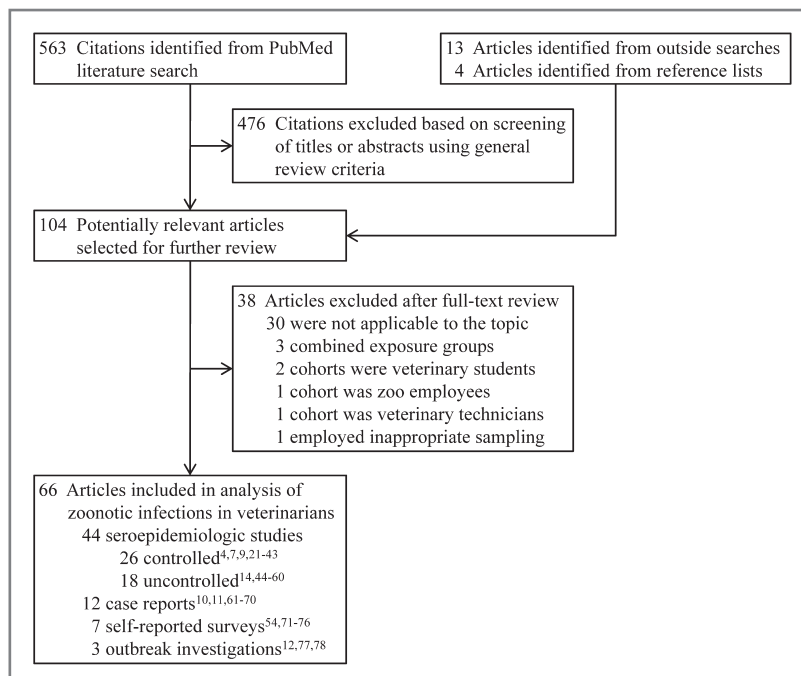 563 Citations identified from PubMed
literature search
13 Articles identified from outside searches
4 Articles identified from reference lists
476 Citations excluded based on screening
of titles or abstracts using general
review criteria
104 Potentially relevant articles
selected for further review
38 Articles excluded after full-text review
30 were not applicable to the topic
3 combined exposure groups
2 cohorts were veterinary students
1 cohort was zoo employees
1 cohort was veterinary technicians
1 employed inappropriate sampling
66 Articles included in analysis of
zoonotic infections in veterinarians
44 seroepidemiologic studies
26 controlled4,7,9,21-43
18 uncontrolled14,44-60
12 case reports10,11,61-70
7 self-reported surveys54,71-76
3 outbreak investigations12,77,78